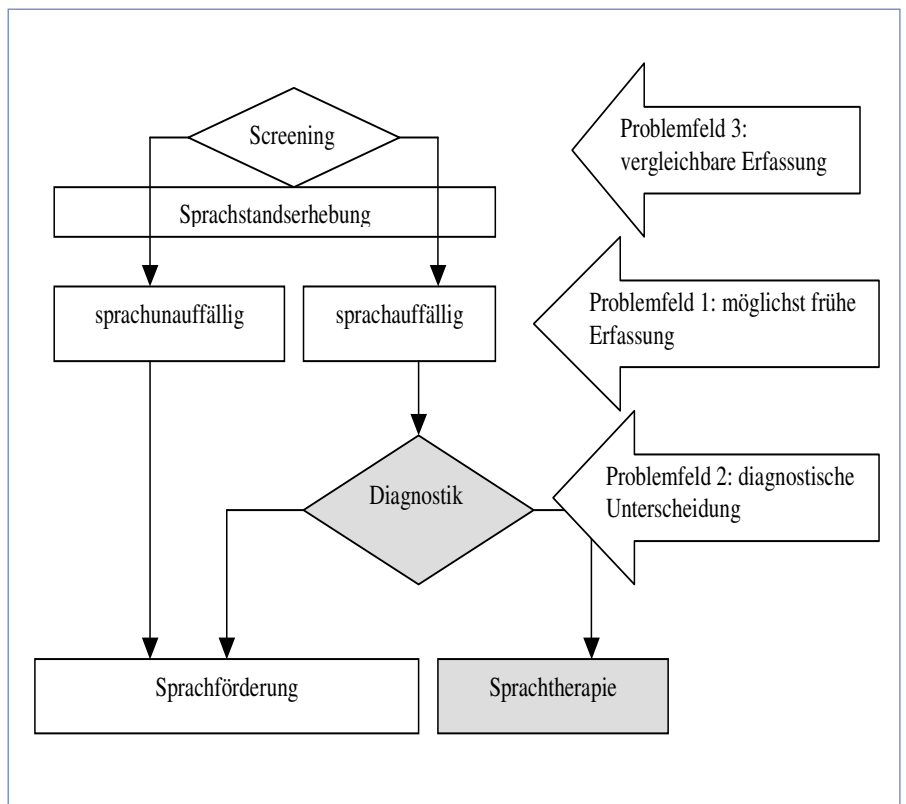 Screening
Problemfeld 3:
vergleichbare Erfassung
Sprachstandserhebung
sprachunauffällig
sprachauffällig
Problemfeld 1: möglichst frühe
Erfassung
Diagnostik
Problemfeld 2: diagnostische
Unterscheidung
Sprachförderung
Sprachtherapie